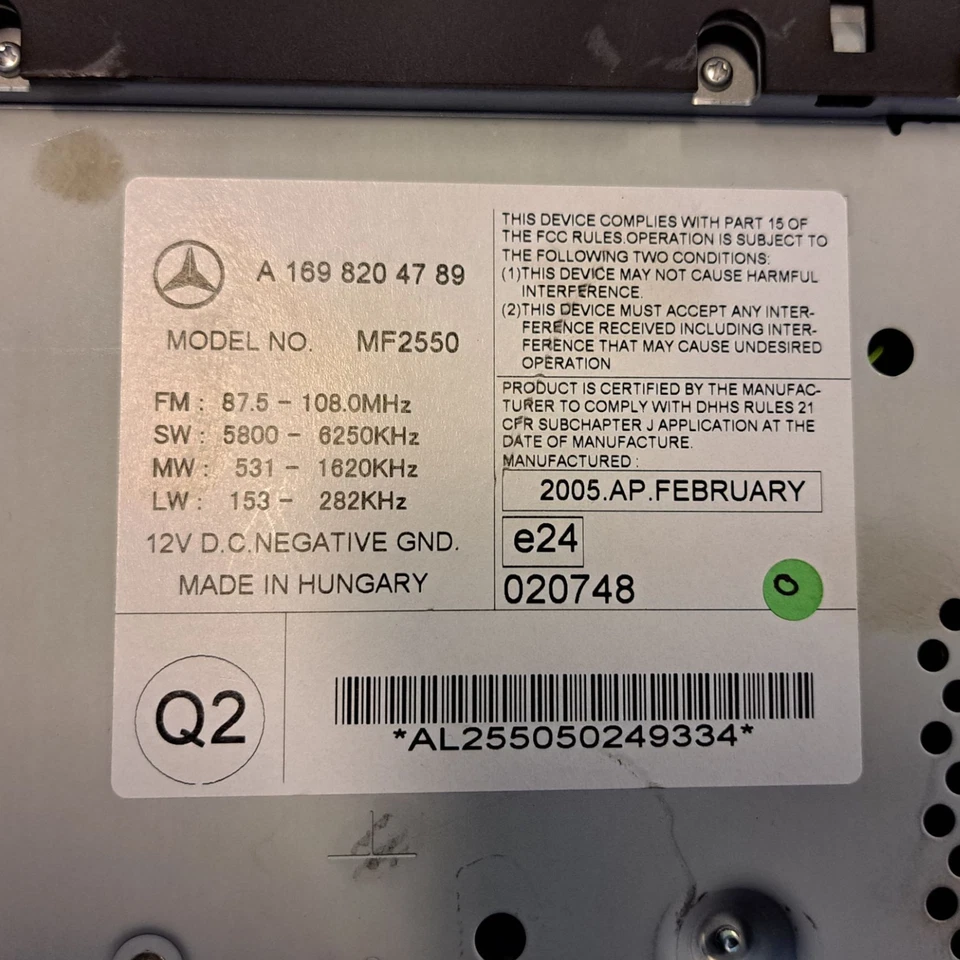 A 169 820 47 89
MODEL NO. MF2550
FM : 87.5 - 108.0MHz
SW : 5800 - 6250KHz
MW : 531 - 1620KHz
LW : 153 - 282KHz
12V D.C.NEGATIVE GND.
MADE IN HUNGARY
THIS DEVICE COMPLIES WITH PART 15 OF
THE FCC RULES.OPERATION IS SUBJECT TO
THE FOLLOWING TWO CONDITIONS:
(1)THIS DEVICE MAY NOT CAUSE HARMFUL
INTERFERENCE.
(2)THIS DEVICE MUST ACCEPT ANY INTER-
FERENCE RECEIVED INCLUDING INTER-
FERENCE THAT MAY CAUSE UNDESIRED
OPERATION
PRODUCT IS CERTIFIED BY THE MANUFAC-
TURER TO COMPLY WITH DHHS RULES 21
CFR SUBCHAPTER J APPLICATION AT THE
DATE OF MANUFACTURE.
MANUFACTURED :
2005.AP.FEBRUARY
e24
020748
0
Q2
*AL255050249334*